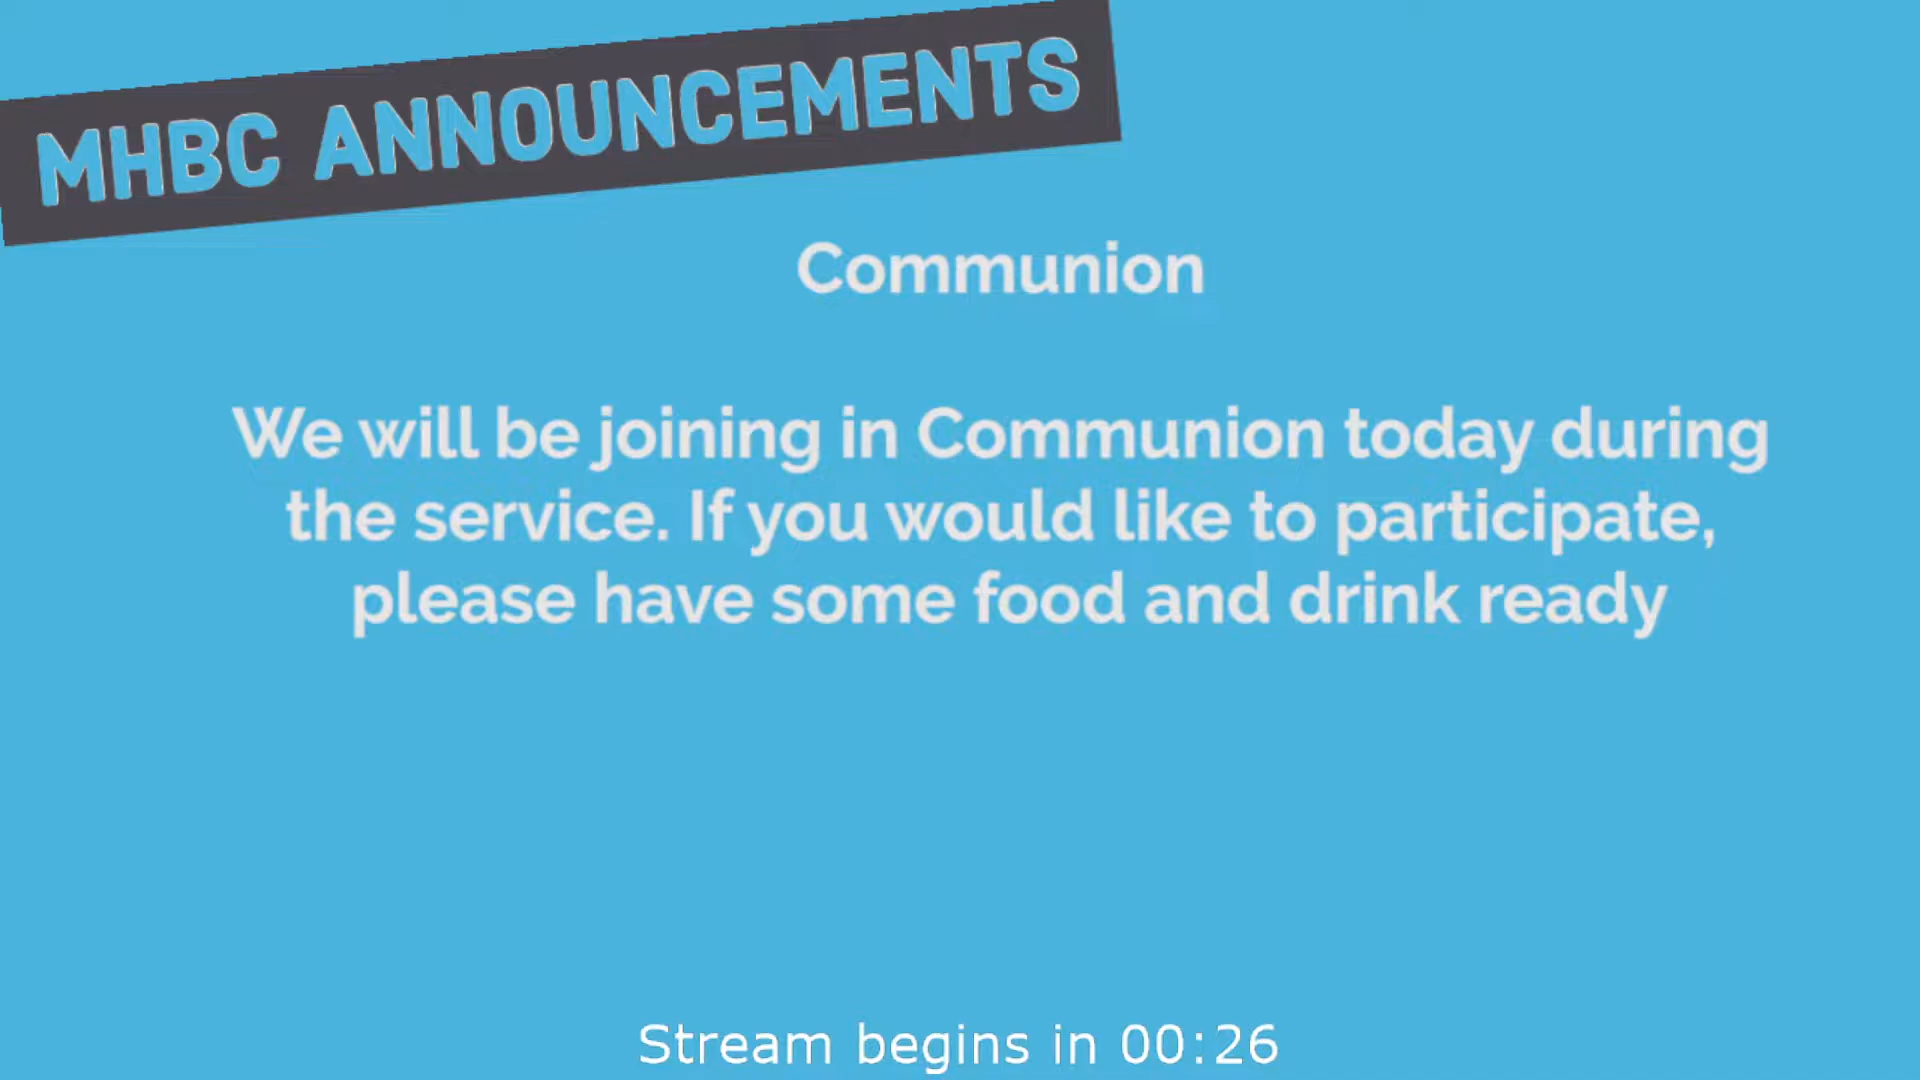 MHBC ANNOUNCEMENTS
Communion
We will be joining in Communion today during
the service. If you would like to participate,
please have some food and drink ready
Stream begins in 00:26